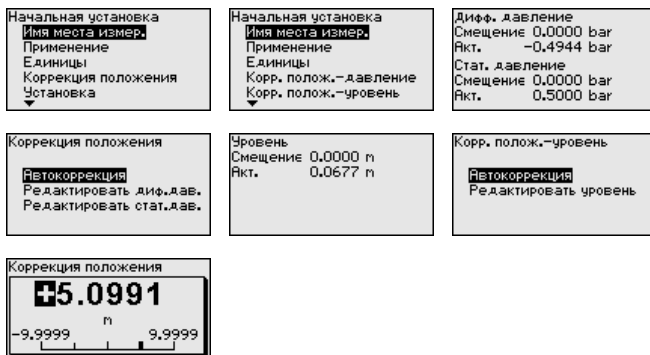 Начальная установка
Имя места измер.
Применение
Единицы
Коррекция положения
Установка
Начальная установка
Имя места измер.
Применение
Единицы
Корр. полож.-давление
Корр. полож.-уровень
Дифф. давление
Смещение 0.0000 bar
Акт. -0.4944 bar
Стат. давление
Смещение 0.0000 bar
Акт. 0.5000 bar
Коррекция положения
Автокоррекция
Редактировать диф.дав.
Редактировать стат.дав.
Уровень
Смещение 0.0000 m
Акт. 0.0677 m
Корр. полож.-уровень
Автокоррекция
Редактировать уровень
Коррекция положения
+5.0991
m
-9.9999 9.9999